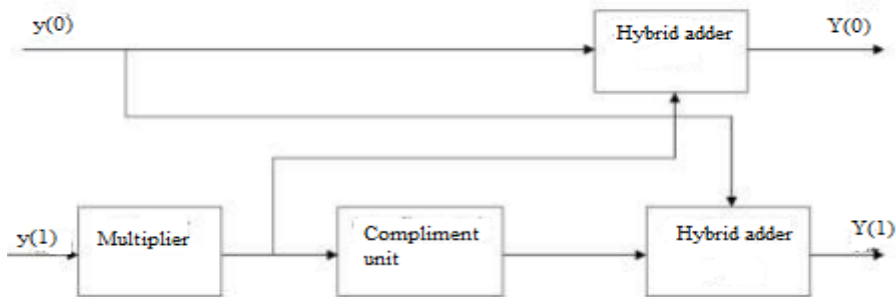 y(0)
Hybrid adder
Y(0)
y(1)
Multiplier
Compliment
unit
Hybrid adder
Y(1)